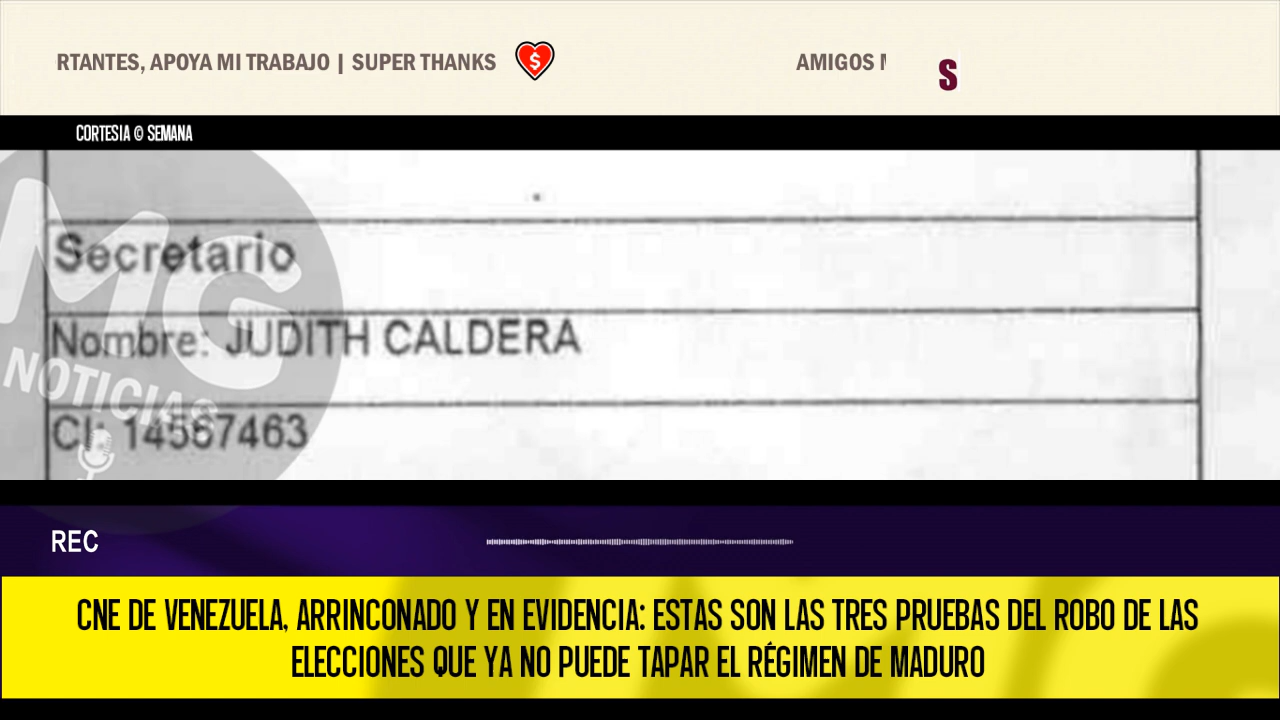 RTANTES, APOYA MI TRABAJO | SUPER THANKS $ AMIGOS S
CORTESIA © SEMANA
Secretario
Nombre: JUDITH CALDERA
MG
NOTICIAS
CI: 14567463
REC
CNE DE VENEZUELA, ARRINCONADO Y EN EVIDENCIA: ESTAS SON LAS TRES PRUEBAS DEL ROBO DE LAS
ELECCIONES QUE YA NO PUEDE TAPAR EL RÉGIMEN DE MADURO